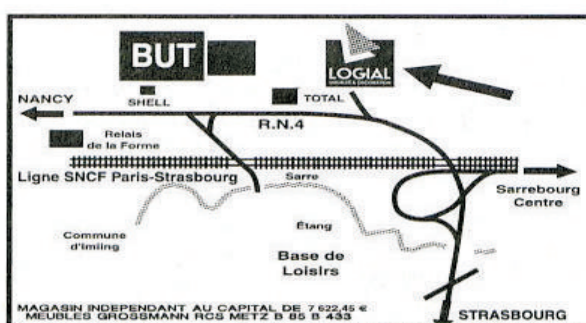 BUT
LOGIAL
NANCY
SHELL
TOTAL
R.N.4
Relais
de la Forme
Ligne SNCF Paris-Strasbourg
Sarre
Sarrebourg
Centre
Étang
Commune
d'Imling
Base de
Loisirs
MAGASIN INDEPENDANT AU CAPITAL DE 7 622,45 €
MEUBLES GROSSMANN RCS METZ B 85 B 433
STRASBOURG